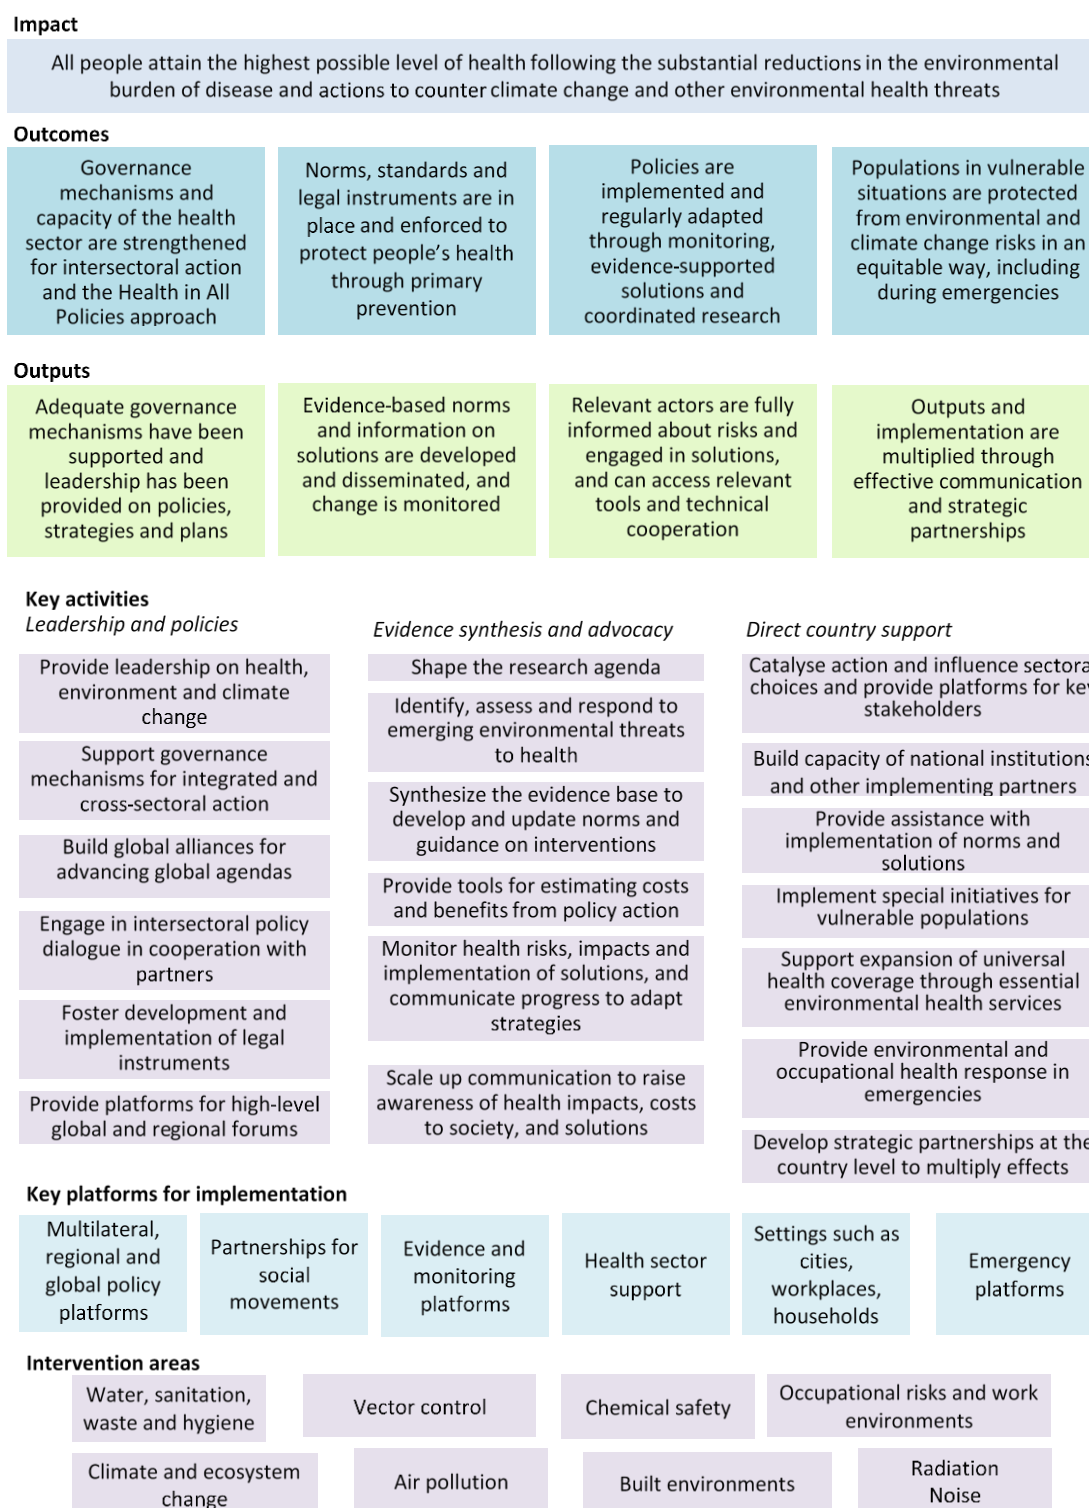 Impact
All people attain the highest possible level of health following the substantial reductions in the environmental
burden of disease and actions to counter climate change and other environmental health threats
Outcomes
Governance
mechanisms and
capacity of the health
sector are strengthened
for intersectoral action
and the Health in All
Policies approach
Norms, standards and
legal instruments are in
place and enforced to
protect people's health
through primary
prevention
Policies are
implemented and
regularly adapted
through monitoring,
evidence-supported
solutions and
coordinated research
Populations in vulnerable
situations are protected
from environmental and
climate change risks in an
equitable way, including
during emergencies
Outputs
Adequate governance
mechanisms have been
supported and
leadership has been
provided on policies,
strategies and plans
Evidence-based norms
and information on
solutions are developed
and disseminated, and
change is monitored
Relevant actors are fully
informed about risks and
engaged in solutions,
and can access relevant
tools and technical
cooperation
Outputs and
implementation are
multiplied through
effective communication
and strategic
partnerships
Key activities
Leadership and policies
Provide leadership on health,
environment and climate
change
Support governance
mechanisms for integrated and
cross-sectoral action
Build global alliances for
advancing global agendas
Engage in intersectoral policy
dialogue in cooperation with
partners
Foster development and
implementation of legal
instruments
Provide platforms for high-level
global and regional forums
Evidence synthesis and advocacy
Shape the research agenda
Identify, assess and respond to
emerging environmental threats
to health
Synthesize the evidence base to
develop and update norms and
guidance on interventions
Provide tools for estimating costs
and benefits from policy action
Monitor health risks, impacts and
implementation of solutions, and
communicate progress to adapt
strategies
Scale up communication to raise
awareness of health impacts, costs
to society, and solutions
Direct country support
Catalyse action and influence sectora
choices and provide platforms for key
stakeholders
Build capacity of national institutions
and other implementing partners
Provide assistance with
implementation of norms and
solutions
Implement special initiatives for
vulnerable populations
Support expansion of universal
health coverage through essential
environmental health services
Provide environmental and
occupational health response in
emergencies
Develop strategic partnerships at the
country level to multiply effects
Key platforms for implementation
Multilateral,
regional and
global policy
platforms
Partnerships for
social
movements
Evidence and
monitoring
platforms
Health sector
support
Settings such as
cities,
workplaces,
households
Emergency
platforms
Intervention areas
Water, sanitation,
waste and hygiene
Vector control
Chemical safety
Occupational risks and work
environments
Climate and ecosystem
change
Air pollution
Built environments
Radiation
Noise